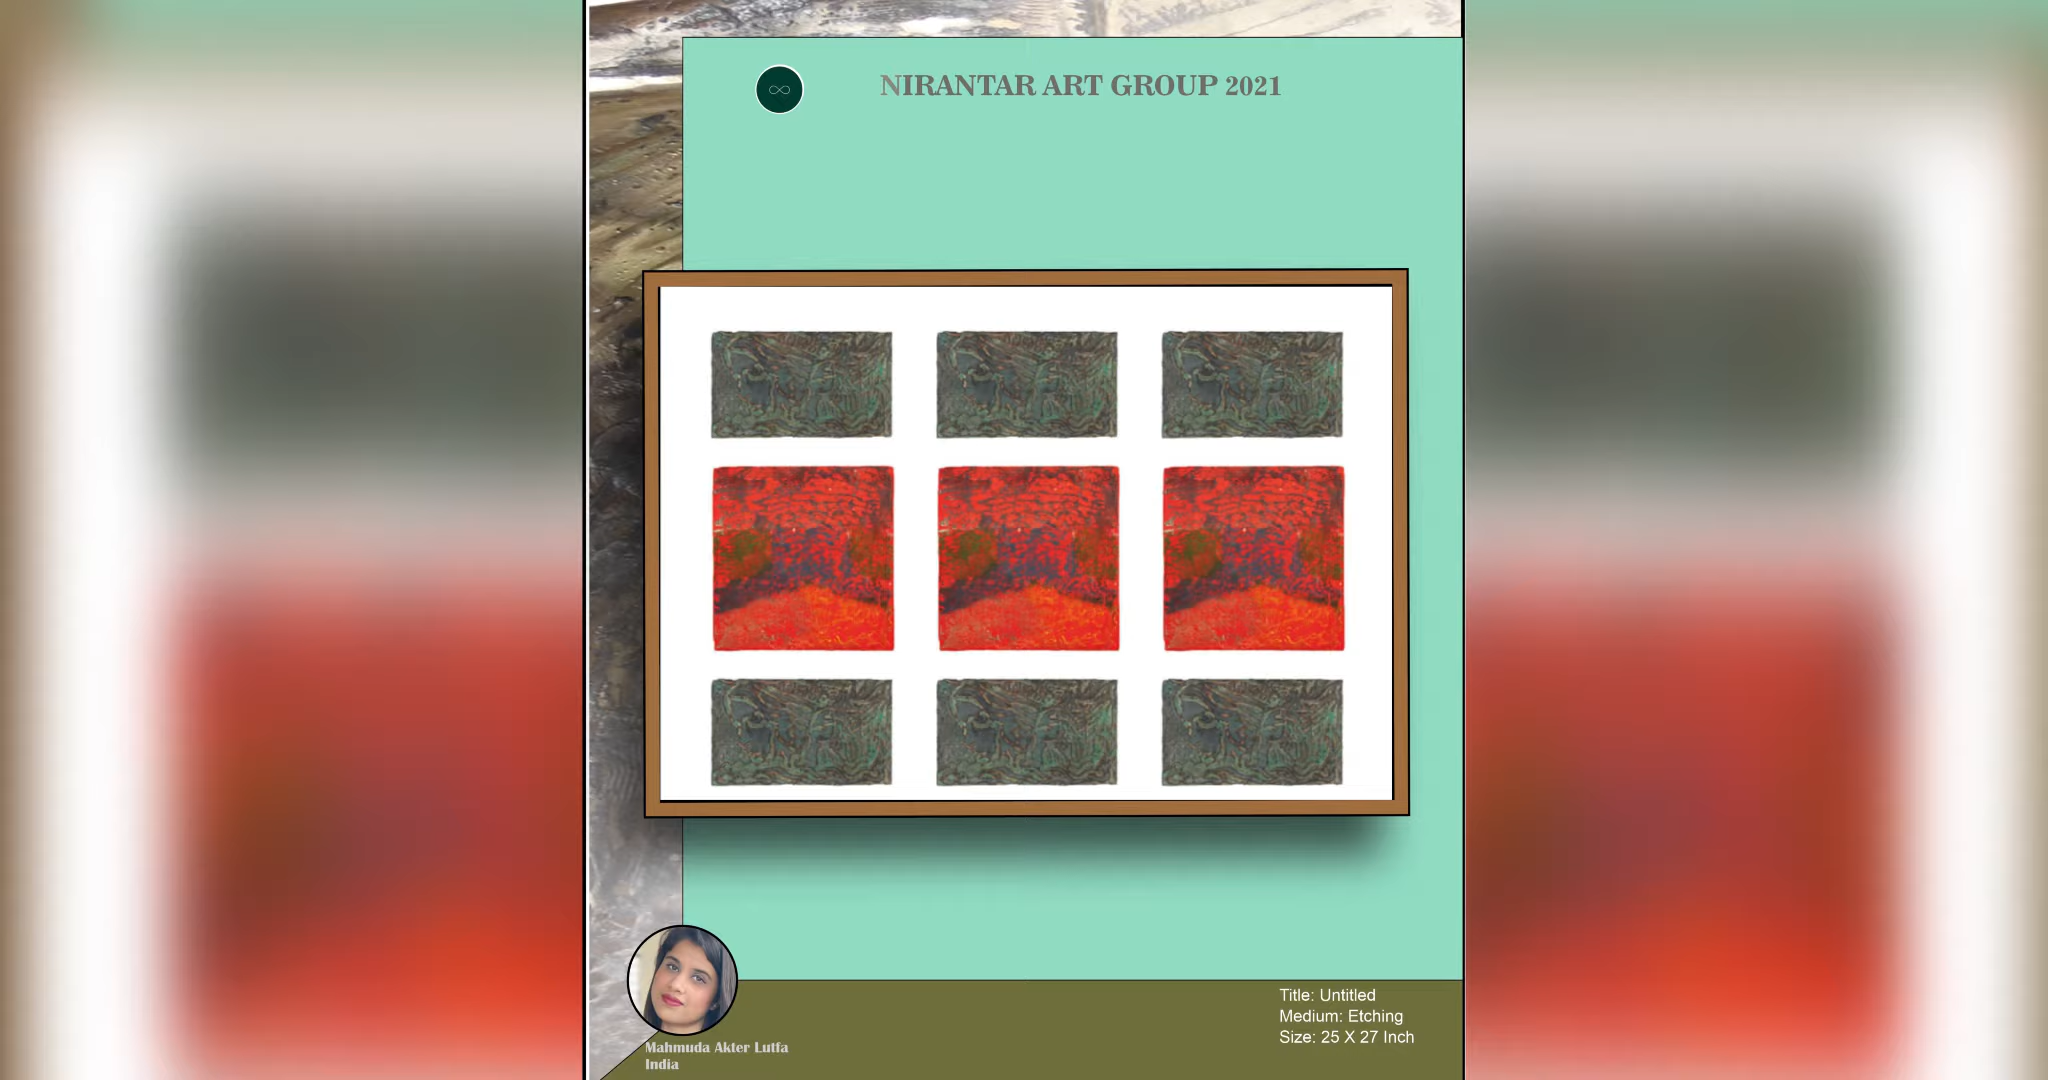 NIRANTAR ART GROUP 2021
Mahmuda Akter Lutfa
India
Title: Untitled
Medium: Etching
Size: 25 X 27 Inch